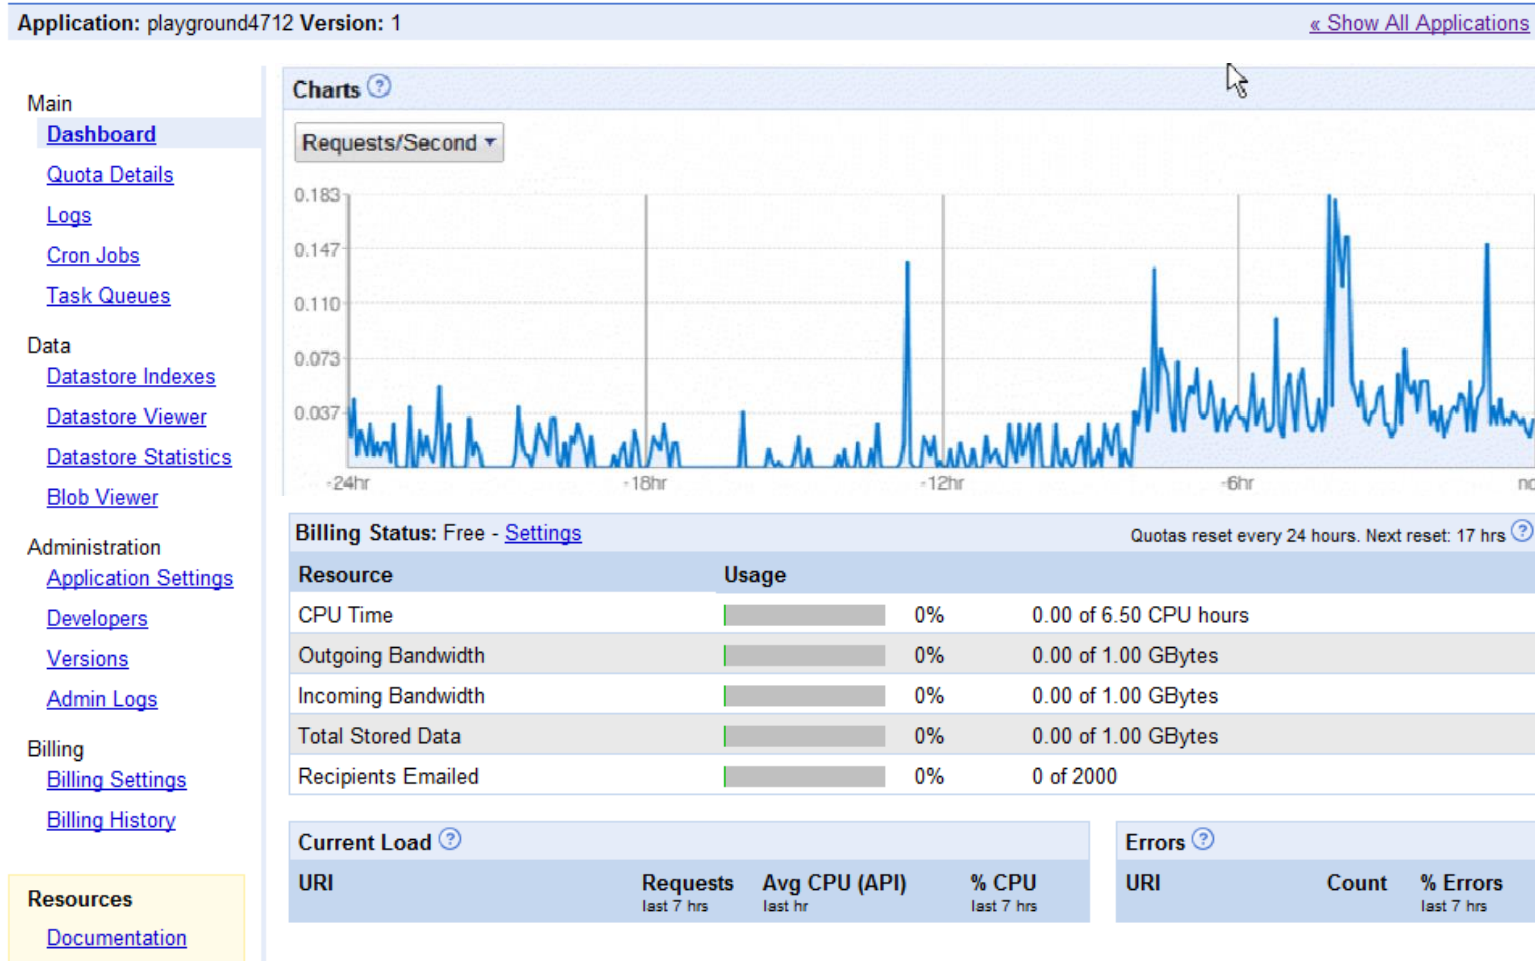 Application: playground4712 Version: 1
« Show All Applications
Main
Dashboard
Quota Details
Logs
Cron Jobs
Task Queues
Data
Datastore Indexes
Datastore Viewer
Datastore Statistics
Blob Viewer
Administration
Application Settings
Developers
Versions
Admin Logs
Billing
Billing Settings
Billing History
Resources
Documentation
Charts ?
Requests/Second
0.183
0.147
0.110
0.073
0.037
-24hr -18hr -12hr -6hr
Billing Status: Free - Settings
Quotas reset every 24 hours. Next reset: 17 hrs ?
Resource Usage
CPU Time 0% 0.00 of 6.50 CPU hours
Outgoing Bandwidth 0% 0.00 of 1.00 GBytes
Incoming Bandwidth 0% 0.00 of 1.00 GBytes
Total Stored Data 0% 0.00 of 1.00 GBytes
Recipients Emailed 0% 0 of 2000
Current Load ?
URI Requests Avg CPU (API) % CPU
last 7 hrs last hr last 7 hrs
Errors ?
URI Count % Errors
last 7 hrs